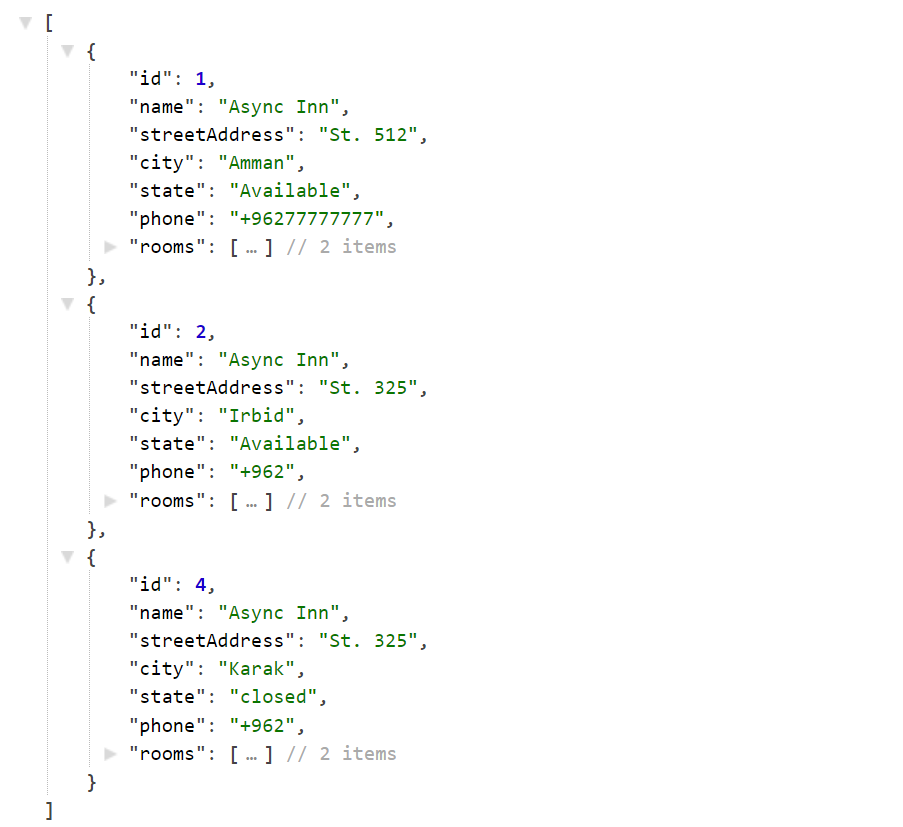 [
{
"id": 1,
"name": "Async Inn",
"streetAddress": "St. 512",
"city": "Amman",
"state": "Available",
"phone": "+96277777777",
"rooms": [ … ] // 2 items
},
{
"id": 2,
"name": "Async Inn",
"streetAddress": "St. 325",
"city": "Irbid",
"state": "Available",
"phone": "+962",
"rooms": [ … ] // 2 items
},
{
"id": 4,
"name": "Async Inn",
"streetAddress": "St. 325",
"city": "Karak",
"state": "closed",
"phone": "+962",
"rooms": [ … ] // 2 items
}
]